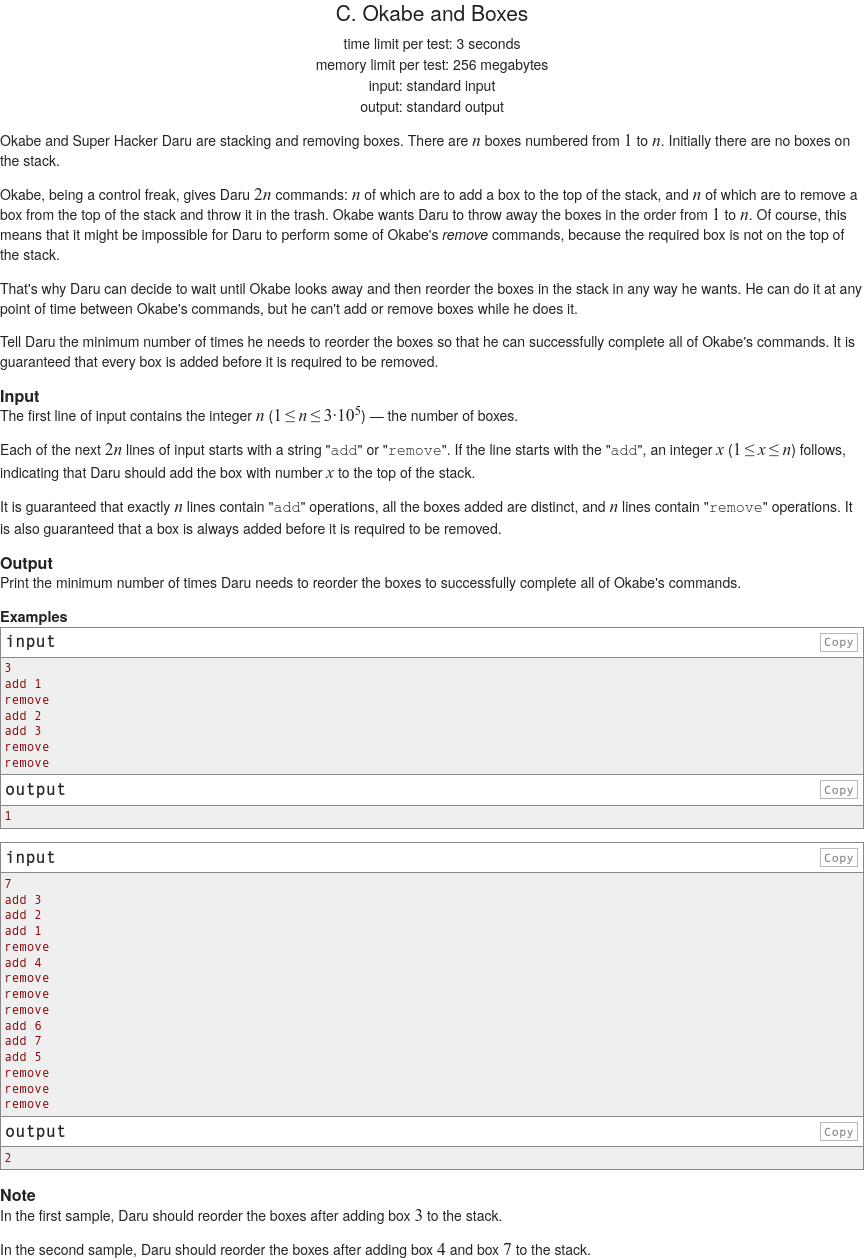 C. Okabe and Boxes
time limit per test: 3 seconds
memory limit per test: 256 megabytes
input: standard input
output: standard output
Okabe and Super Hacker Daru are stacking and removing boxes. There are n boxes numbered from 1 to n. Initially there are no boxes on
the stack.
Okabe, being a control freak, gives Daru 2n commands: n of which are to add a box to the top of the stack, and n of which are to remove a
box from the top of the stack and throw it in the trash. Okabe wants Daru to throw away the boxes in the order from 1 to n. Of course, this
means that it might be impossible for Daru to perform some of Okabe's remove commands, because the required box is not on the top of
the stack.
That's why Daru can decide to wait until Okabe looks away and then reorder the boxes in the stack in any way he wants. He can do it at any
point of time between Okabe's commands, but he can't add or remove boxes while he does it.
Tell Daru the minimum number of times he needs to reorder the boxes so that he can successfully complete all of Okabe's commands. It is
guaranteed that every box is added before it is required to be removed.
Input
The first line of input contains the integer n (1 ≤ n ≤ 3·10⁵) — the number of boxes.
Each of the next 2n lines of input starts with a string "add" or "remove". If the line starts with the "add", an integer x (1 ≤ x ≤ n) follows,
indicating that Daru should add the box with number x to the top of the stack.
It is guaranteed that exactly n lines contain "add" operations, all the boxes added are distinct, and n lines contain "remove" operations. It
is also guaranteed that a box is always added before it is required to be removed.
Output
Print the minimum number of times Daru needs to reorder the boxes to successfully complete all of Okabe's commands.
Examples
input Copy
3
add 1
remove
add 2
add 3
remove
remove
output Copy
1
input Copy
7
add 3
add 2
add 1
remove
add 4
remove
remove
remove
add 6
add 7
add 5
remove
remove
remove
output Copy
2
Note
In the first sample, Daru should reorder the boxes after adding box 3 to the stack.
In the second sample, Daru should reorder the boxes after adding box 4 and box 7 to the stack.